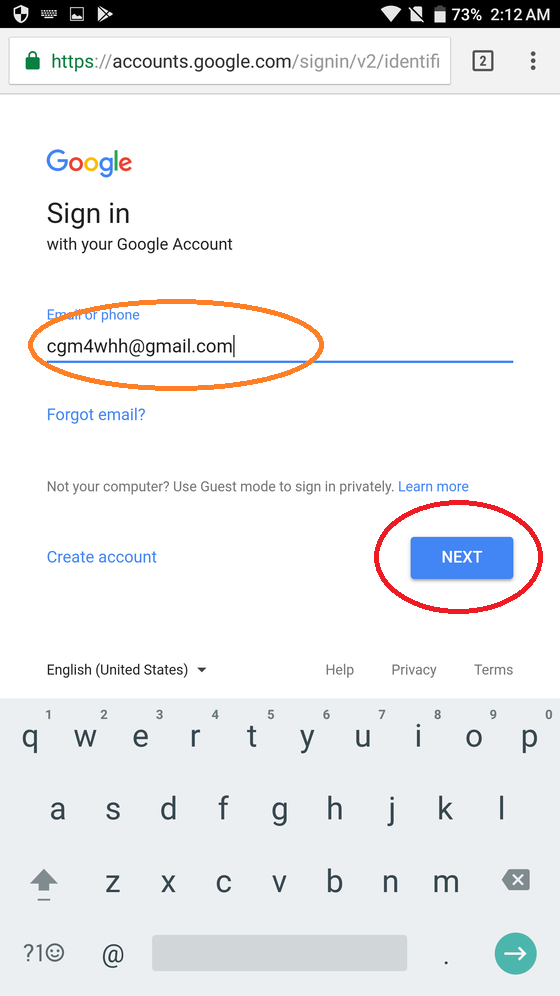 73% 2:12 AM
https://accounts.google.com/signin/v2/identifi
2
Google
Sign in
with your Google Account
Email or phone
cgm4whh@gmail.com
Forgot email?
Not your computer? Use Guest mode to sign in privately. Learn more
Create account
NEXT
English (United States)
Help Privacy Terms
1 2 3 4 5 6 7 8 9 0
q w e r t y u i o p
a s d f g h j k l
z x c v b n m
?1☺ @ .